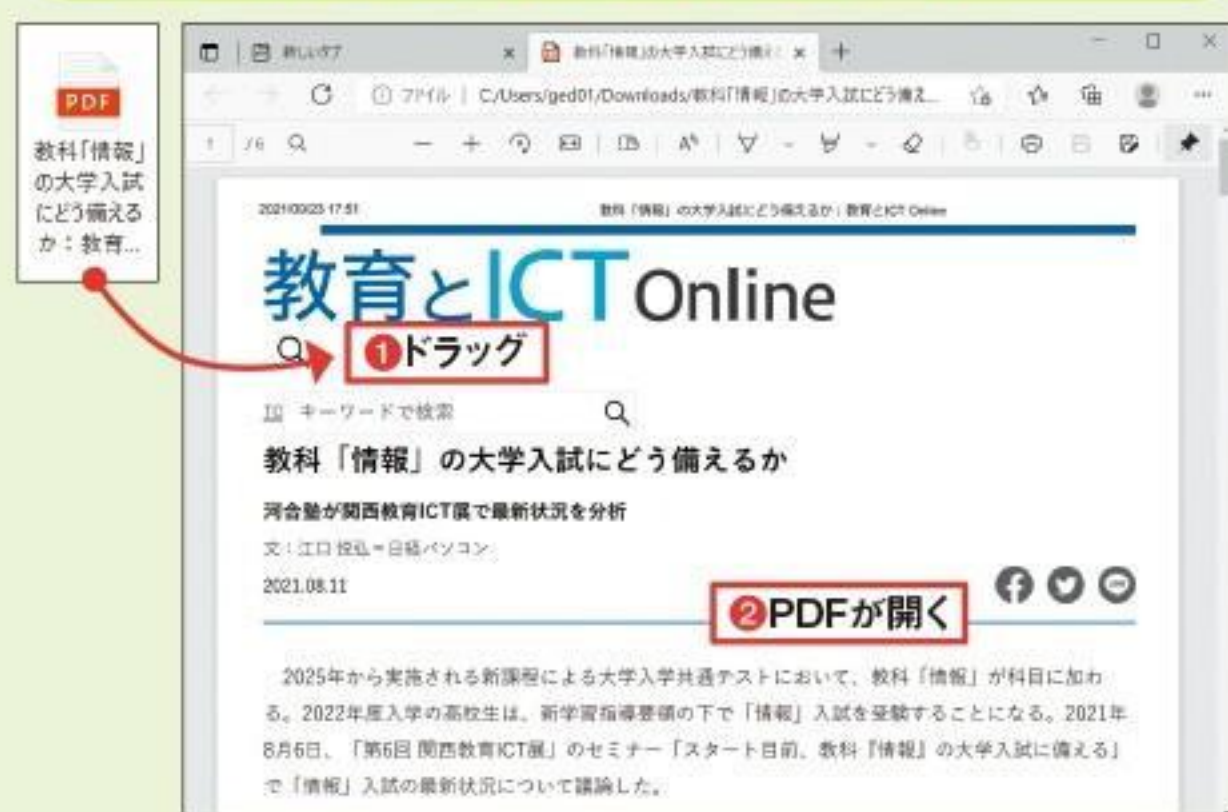 PDF
教科「情報」
の大学入試
にどう備える
か：教育...
新しいタブ
教科「情報」の大学入試にどう備え
ファイル | C:/Users/ged01/Downloads/教科「情報」の大学入試にどう備え...
1 /6
2021/09/23 17:51 教科「情報」の大学入試にどう備えるか：教育とICT Online
教育とICT Online
❶ドラッグ
キーワードで検索
教科「情報」の大学入試にどう備えるか
河合塾が関西教育ICT展で最新状況を分析
文：江口 悦弘＝日経パソコン
2021.08.11
❷PDFが開く
2025年から実施される新課程による大学入学共通テストにおいて、教科「情報」が科目に加わ
る。2022年度入学の高校生は、新学習指導要領の下で「情報」入試を受験することになる。2021年
8月6日、「第6回 関西教育ICT展」のセミナー「スタート目前、教科『情報』の大学入試に備える」
で「情報」入試の最新状況について議論した。